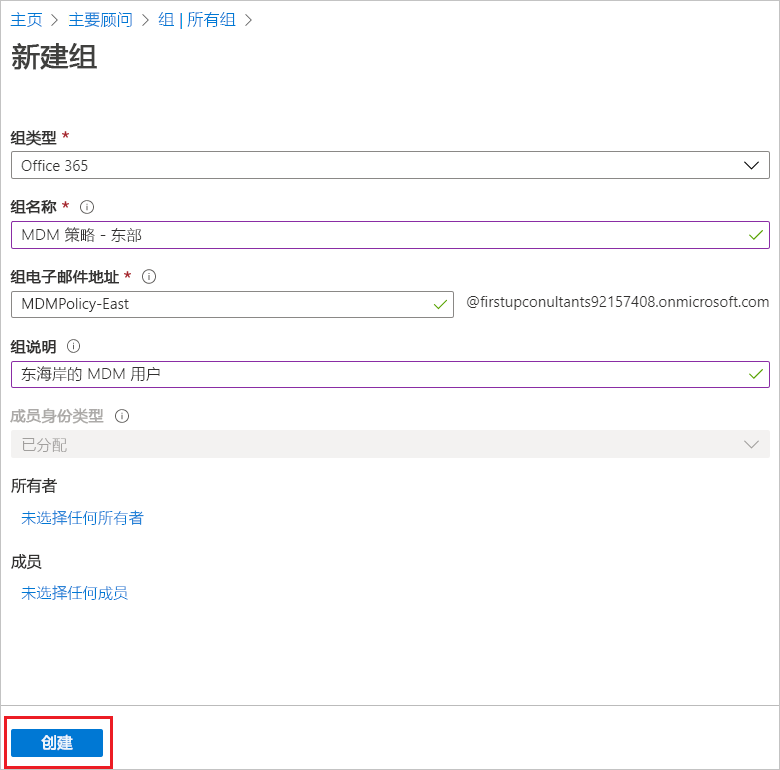 主页 > 主要顾问 > 组 | 所有组 >
新建组
组类型 *
Office 365
组名称 *
MDM 策略 - 东部
组电子邮件地址 *
MDMPolicy-East @firstupconultants92157408.onmicrosoft.com
组说明
东海岸的 MDM 用户
成员身份类型
已分配
所有者
未选择任何所有者
成员
未选择任何成员
创建